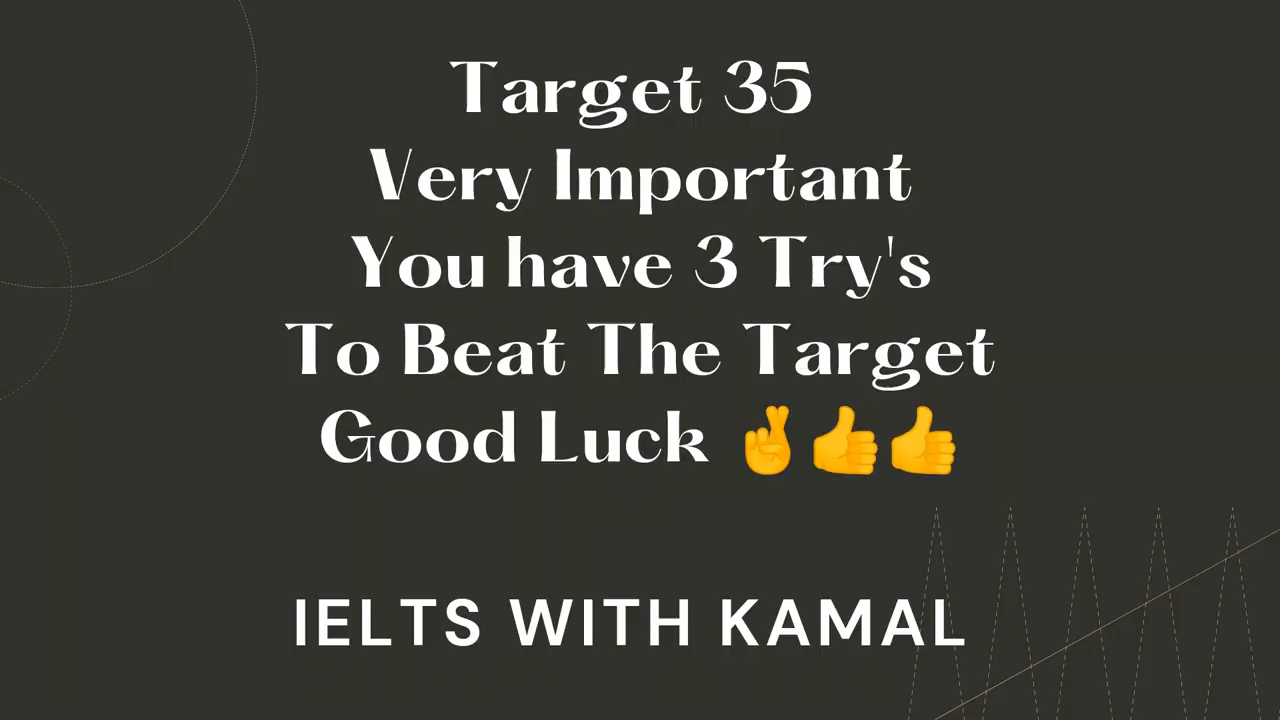 Target 35
Very Important
You have 3 Try's
To Beat The Target
Good Luck 🤞👍👍
IELTS WITH KAMAL